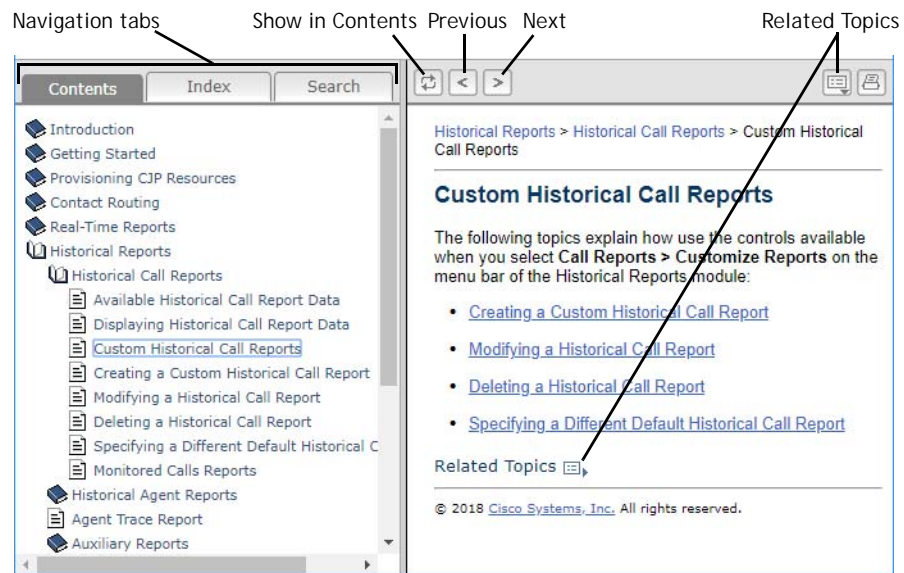 Navigation tabs
Show in Contents Previous Next
Related Topics
Contents
Index
Search
Introduction
Getting Started
Provisioning CJP Resources
Contact Routing
Real-Time Reports
Historical Reports
Historical Call Reports
Available Historical Call Report Data
Displaying Historical Call Report Data
Custom Historical Call Reports
Creating a Custom Historical Call Report
Modifying a Historical Call Report
Deleting a Historical Call Report
Specifying a Different Default Historical C
Monitored Calls Reports
Historical Agent Reports
Agent Trace Report
Auxiliary Reports
< >
Historical Reports > Historical Call Reports > Custom Historical
Call Reports
Custom Historical Call Reports
The following topics explain how use the controls available
when you select Call Reports > Customize Reports on the
menu bar of the Historical Reports module:
• Creating a Custom Historical Call Report
• Modifying a Historical Call Report
• Deleting a Historical Call Report
• Specifying a Different Default Historical Call Report
Related Topics
© 2018 Cisco Systems, Inc. All rights reserved.